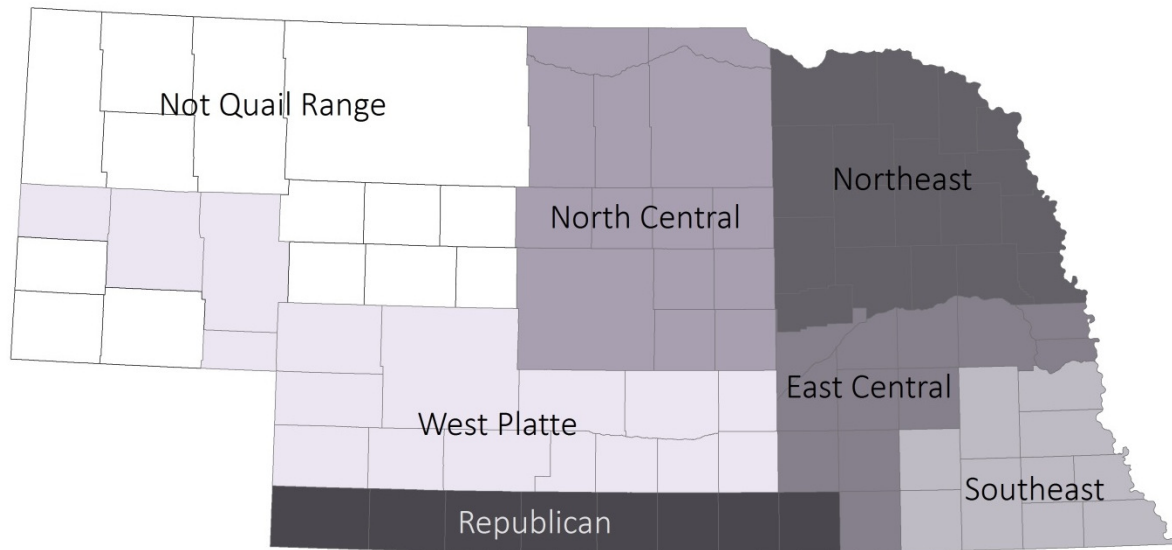 Not Quail Range
Northeast
North Central
East Central
West Platte
Southeast
Republican